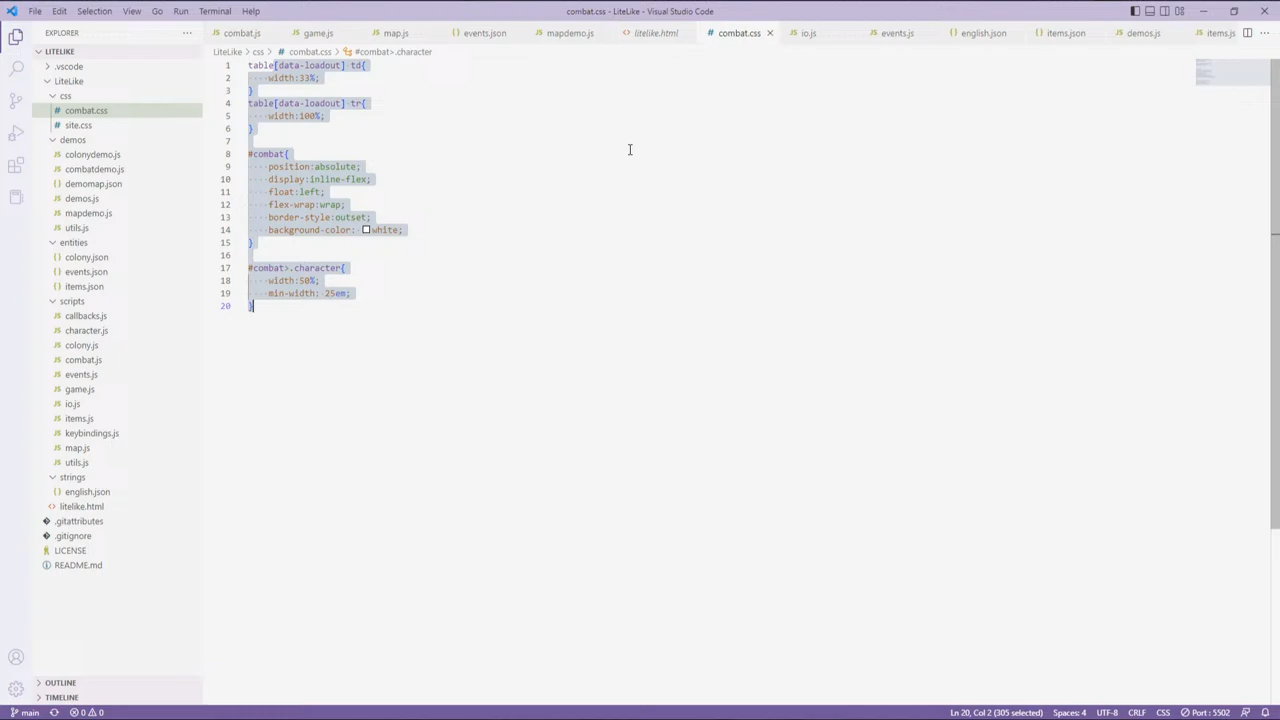 File Edit Selection View Go Run Terminal Help
combat.css - LiteLike - Visual Studio Code
EXPLORER
LITELIKE
.vscode
LiteLike
css
combat.css
site.css
demos
colonydemo.js
combatdemo.js
demomap.json
demos.js
mapdemo.js
utils.js
entities
colony.json
events.json
items.json
scripts
callbacks.js
character.js
colony.js
combat.js
events.js
game.js
io.js
items.js
keybindings.js
map.js
utils.js
strings
english.json
litelike.html
.gitattributes
.gitignore
LICENSE
README.md
OUTLINE
TIMELINE
combat.js game.js map.js events.json mapdemo.js litelike.html combat.css io.js events.js items.json english.json demos.js items.js
LiteLike > css > combat.css > #combat>.character
1 table[data-loadout] td{
2 width:33%;
3 }
4 table[data-loadout] tr{
5 width:100%;
6 }
7
8 #combat{
9 position:absolute;
10 display:inline-flex;
11 float:left;
12 flex-wrap:wrap;
13 border-style:outset;
14 background-color: white;
15 }
16
17 #combat>.character{
18 width:50%;
19 min-width: 25em;
20 }
main 0 0 Ln 20, Col 2 (305 selected) Spaces: 4 UTF-8 CRLF CSS Port : 5502